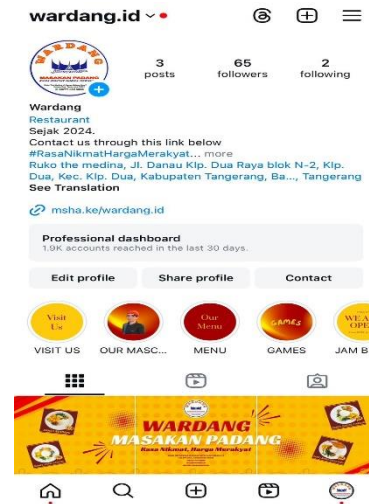 wardang.id
WARDANG
MASAKAN PADANG
3
posts
65
followers
2
following
Wardang
Restaurant
Sejak 2024.
Contact us through this link below
#RasaNikmatHargaMerakyat... more
Ruko the medina, Jl. Danau Klp. Dua Raya blok N-2, Klp.
Dua, Kec. Klp. Dua, Kabupaten Tangerang, Ba..., Tangerang
See Translation
msha.ke/wardang.id
Professional dashboard
1.9K accounts reached in the last 30 days.
Edit profile
Share profile
Contact
Visit
Us
Our
Menu
GAMES
WE A
OPE
VISIT US
OUR MASC...
MENU
GAMES
JAM B
WARDANG
MASAKAN PADANG
Rasa Nikmat, Harga Merakyat